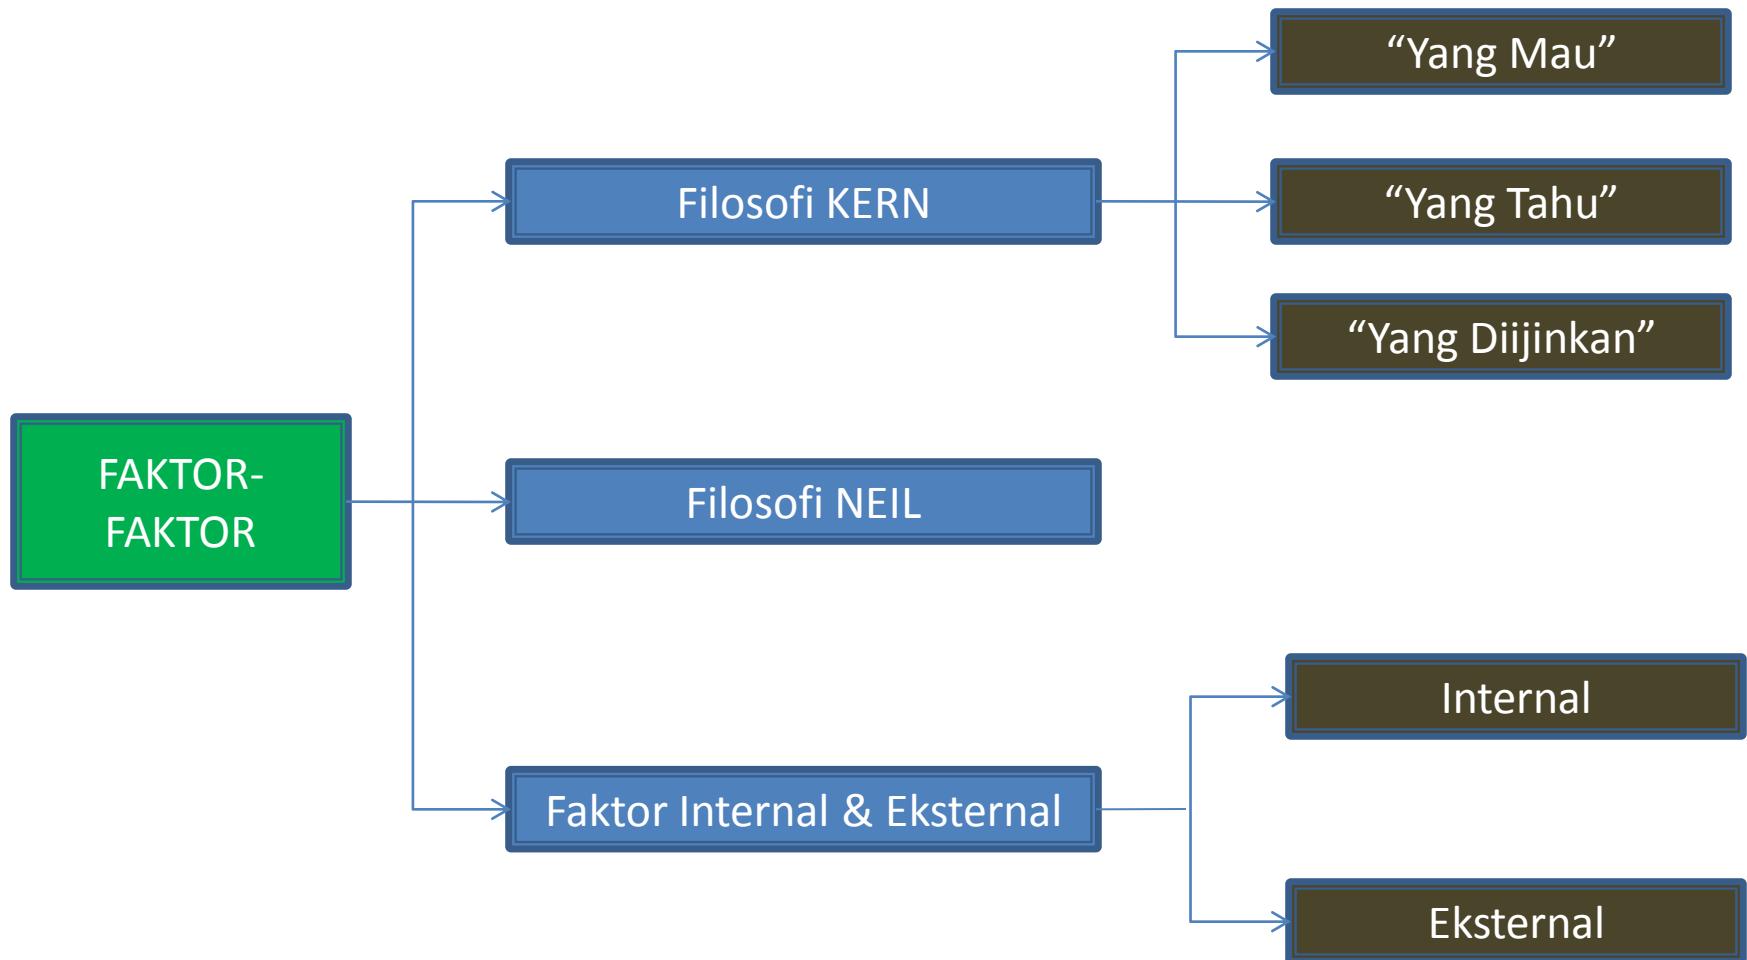 “Yang Mau”
Filosofi KERN
“Yang Tahu”
“Yang Diijinkan”
FAKTOR-
FAKTOR
Filosofi NEIL
Internal
Faktor Internal & Eksternal
Eksternal